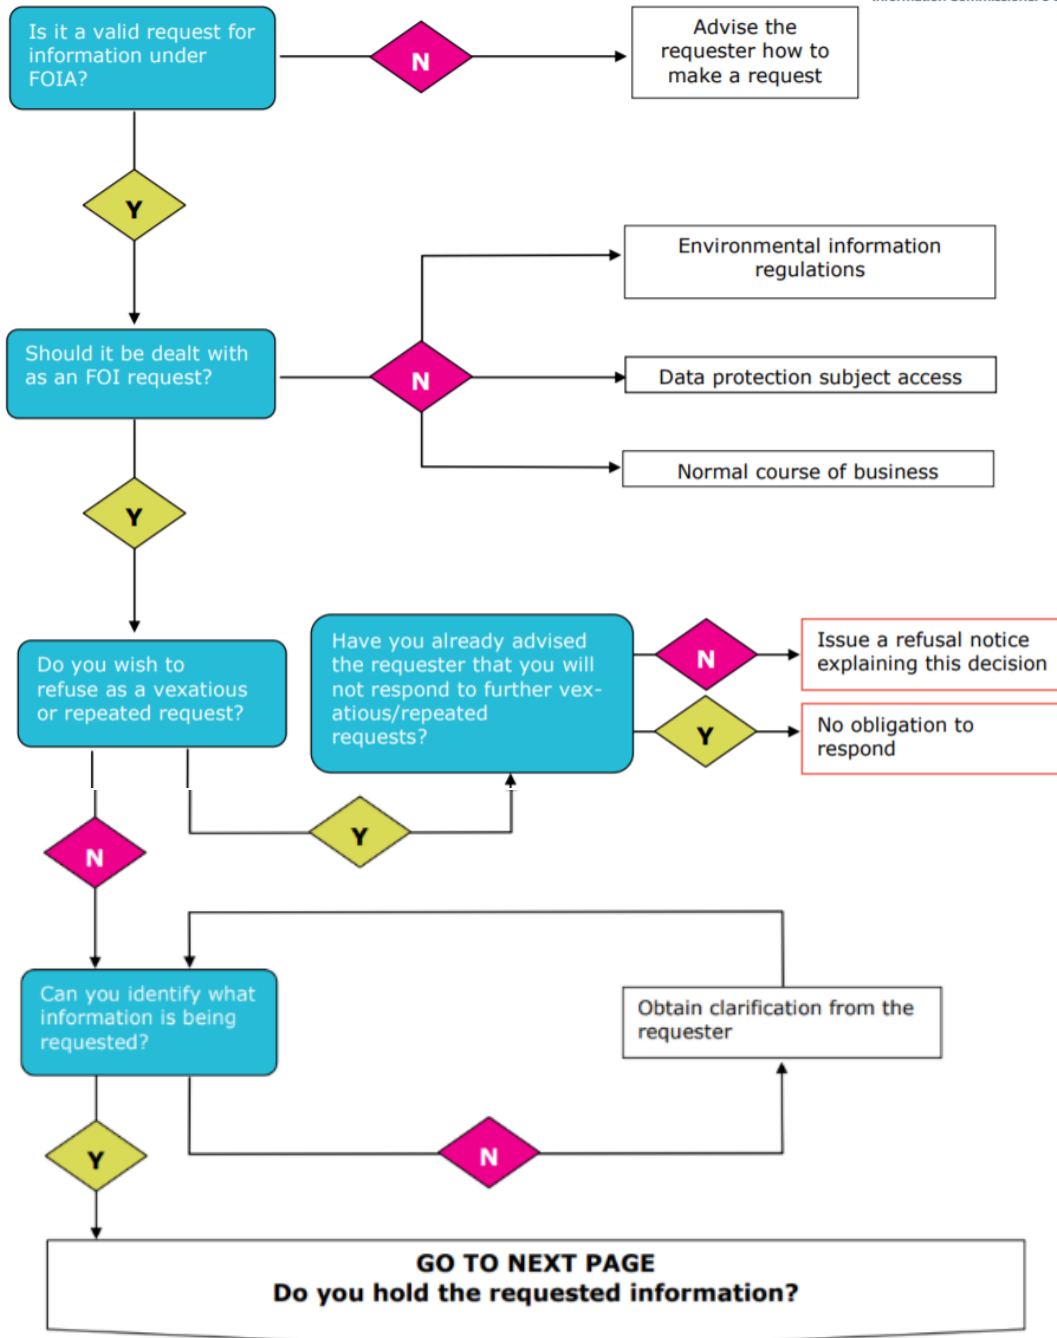 Is it a valid request for
information under
FOIA?
N
Advise the
requester how to
make a request
Y
Environmental information
regulations
Should it be dealt with
as an FOI request?
N
Data protection subject access
Normal course of business
Y
Do you wish to
refuse as a vexatious
or repeated request?
Have you already advised
the requester that you will
not respond to further vex-
atious/repeated
requests?
N
Issue a refusal notice
explaining this decision
Y
No obligation to
respond
Y
N
Can you identify what
information is being
requested?
Obtain clarification from the
requester
Y
N
GO TO NEXT PAGE
Do you hold the requested information?